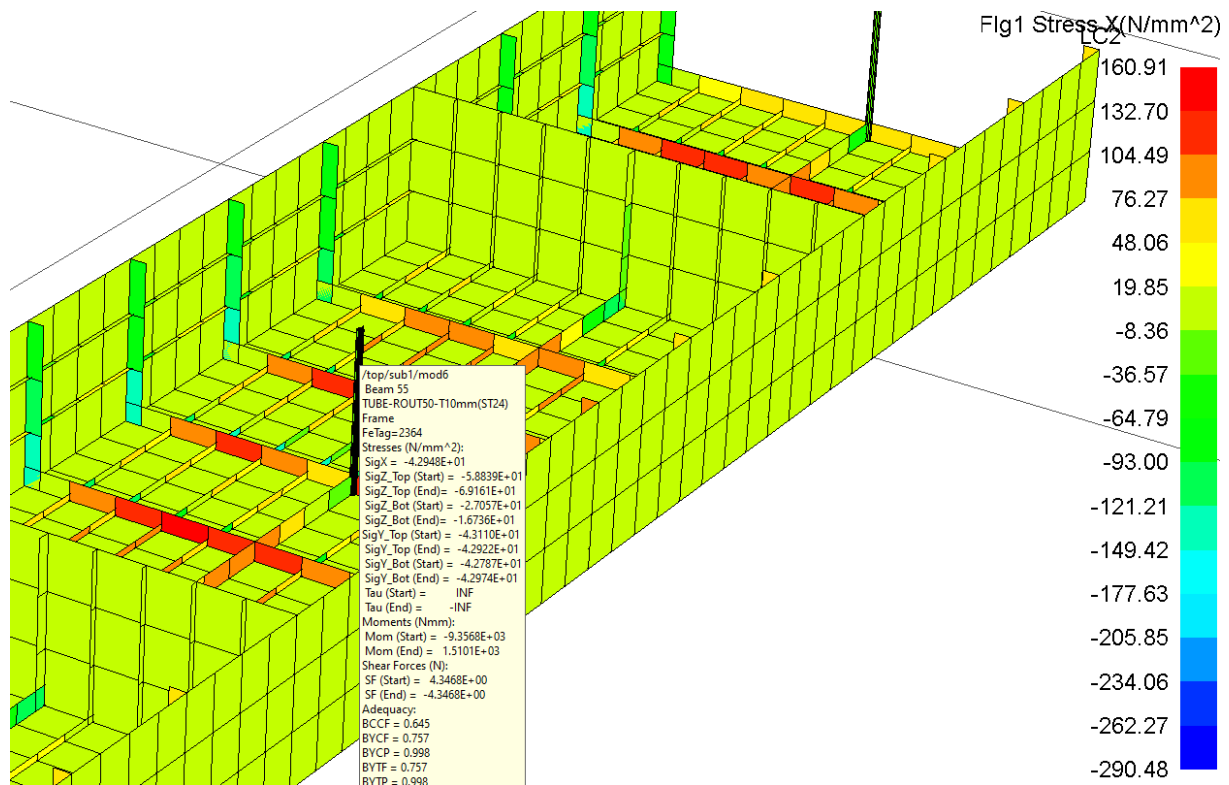 Flg1 Stress-X(N/mm^2)
LC2
160.91
132.70
104.49
76.27
48.06
19.85
-8.36
-36.57
-64.79
-93.00
-121.21
-149.42
-177.63
-205.85
-234.06
-262.27
-290.48
/top/sub1/mod6
Beam 55
TUBE-ROUT50-T10mm(ST24)
Frame
FeTag=2364
Stresses (N/mm^2):
SigX = -4.2948E+01
SigZ_Top (Start) = -5.8839E+01
SigZ_Top (End)= -6.9161E+01
SigZ_Bot (Start) = -2.7057E+01
SigZ_Bot (End)= -1.6736E+01
SigY_Top (Start) = -4.3110E+01
SigY_Top (End) = -4.2922E+01
SigY_Bot (Start) = -4.2787E+01
SigY_Bot (End) = -4.2974E+01
Tau (Start) = INF
Tau (End) = -INF
Moments (Nmm):
Mom (Start) = -9.3568E+03
Mom (End) = 1.5101E+03
Shear Forces (N):
SF (Start) = 4.3468E+00
SF (End) = -4.3468E+00
Adequacy:
BCCF = 0.645
BYCF = 0.757
BYCP = 0.998
BYTF = 0.757
BYTP = 0.998